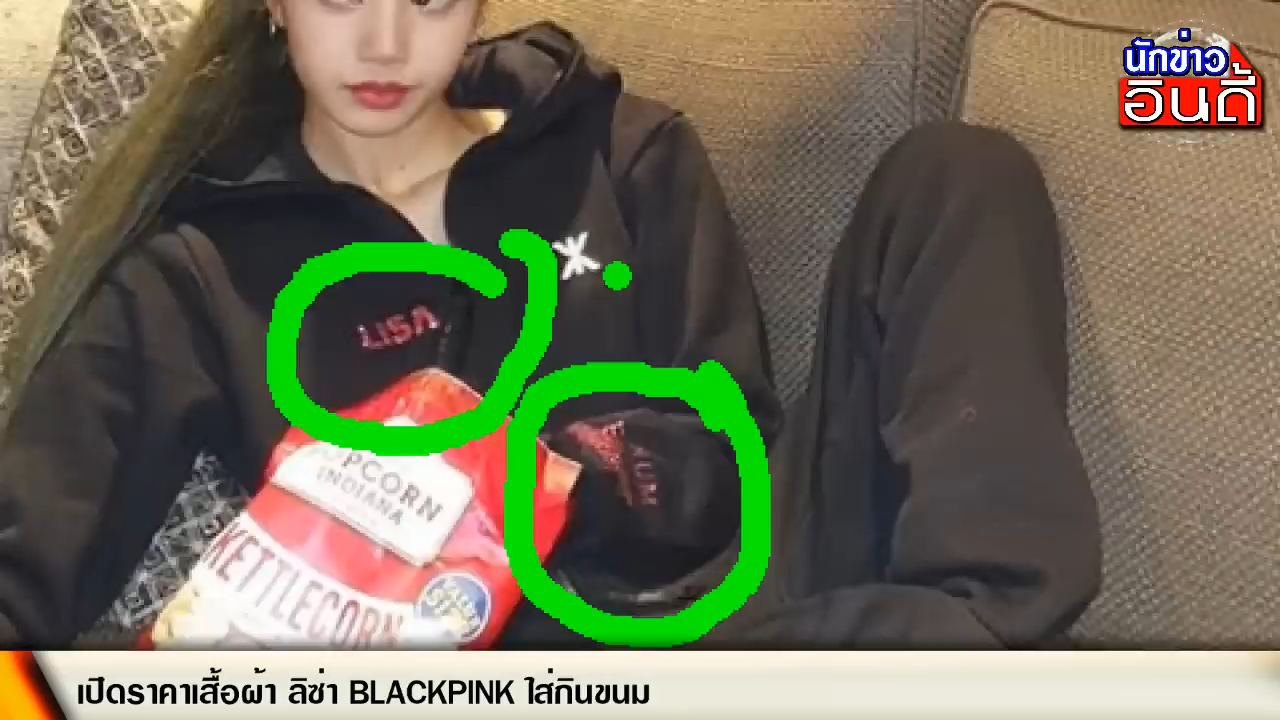 นักข่าว
อินดี้
LISA
POPCORN
INDIANA
KETTLECORN
เปิดราคาเสื้อผ้า ลิซ่า BLACKPINK ใส่กินขนม